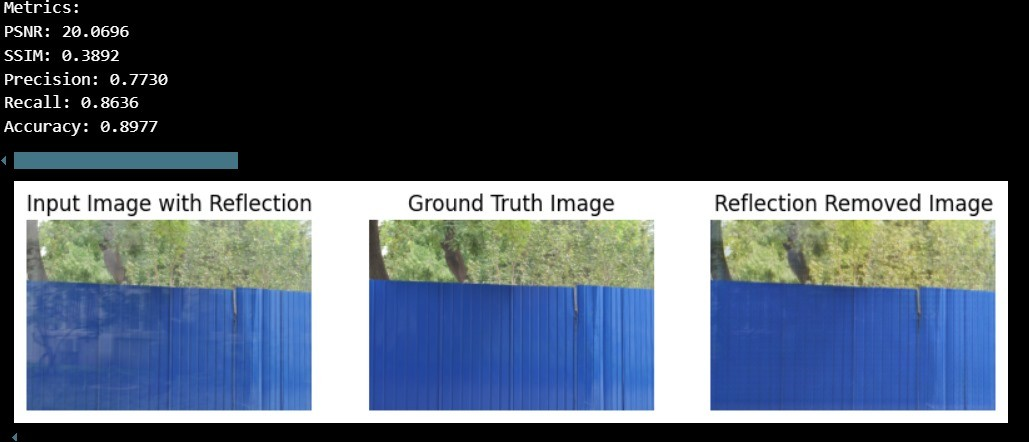 Metrics:
PSNR: 20.0696
SSIM: 0.3892
Precision: 0.7730
Recall: 0.8636
Accuracy: 0.8977
Input Image with Reflection
Ground Truth Image
Reflection Removed Image